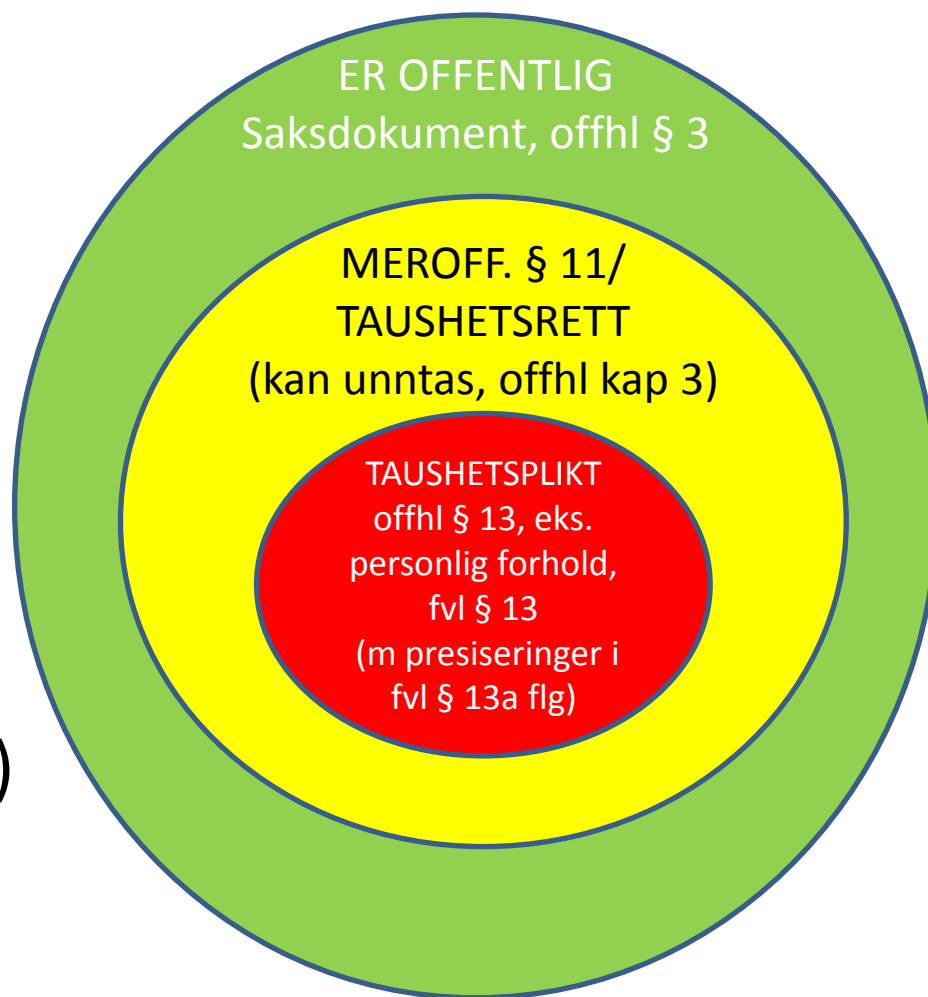 ER OFFENTLIG
Saksdokument, offhl § 3
MEROFF. § 11/
TAUSHETSRETT
(kan unntas, offhl kap 3)
TAUSHETSPLIKT
offhl § 13, eks.
personlig forhold,
fvl § 13
(m presiseringer i
fvl § 13a flg)
)